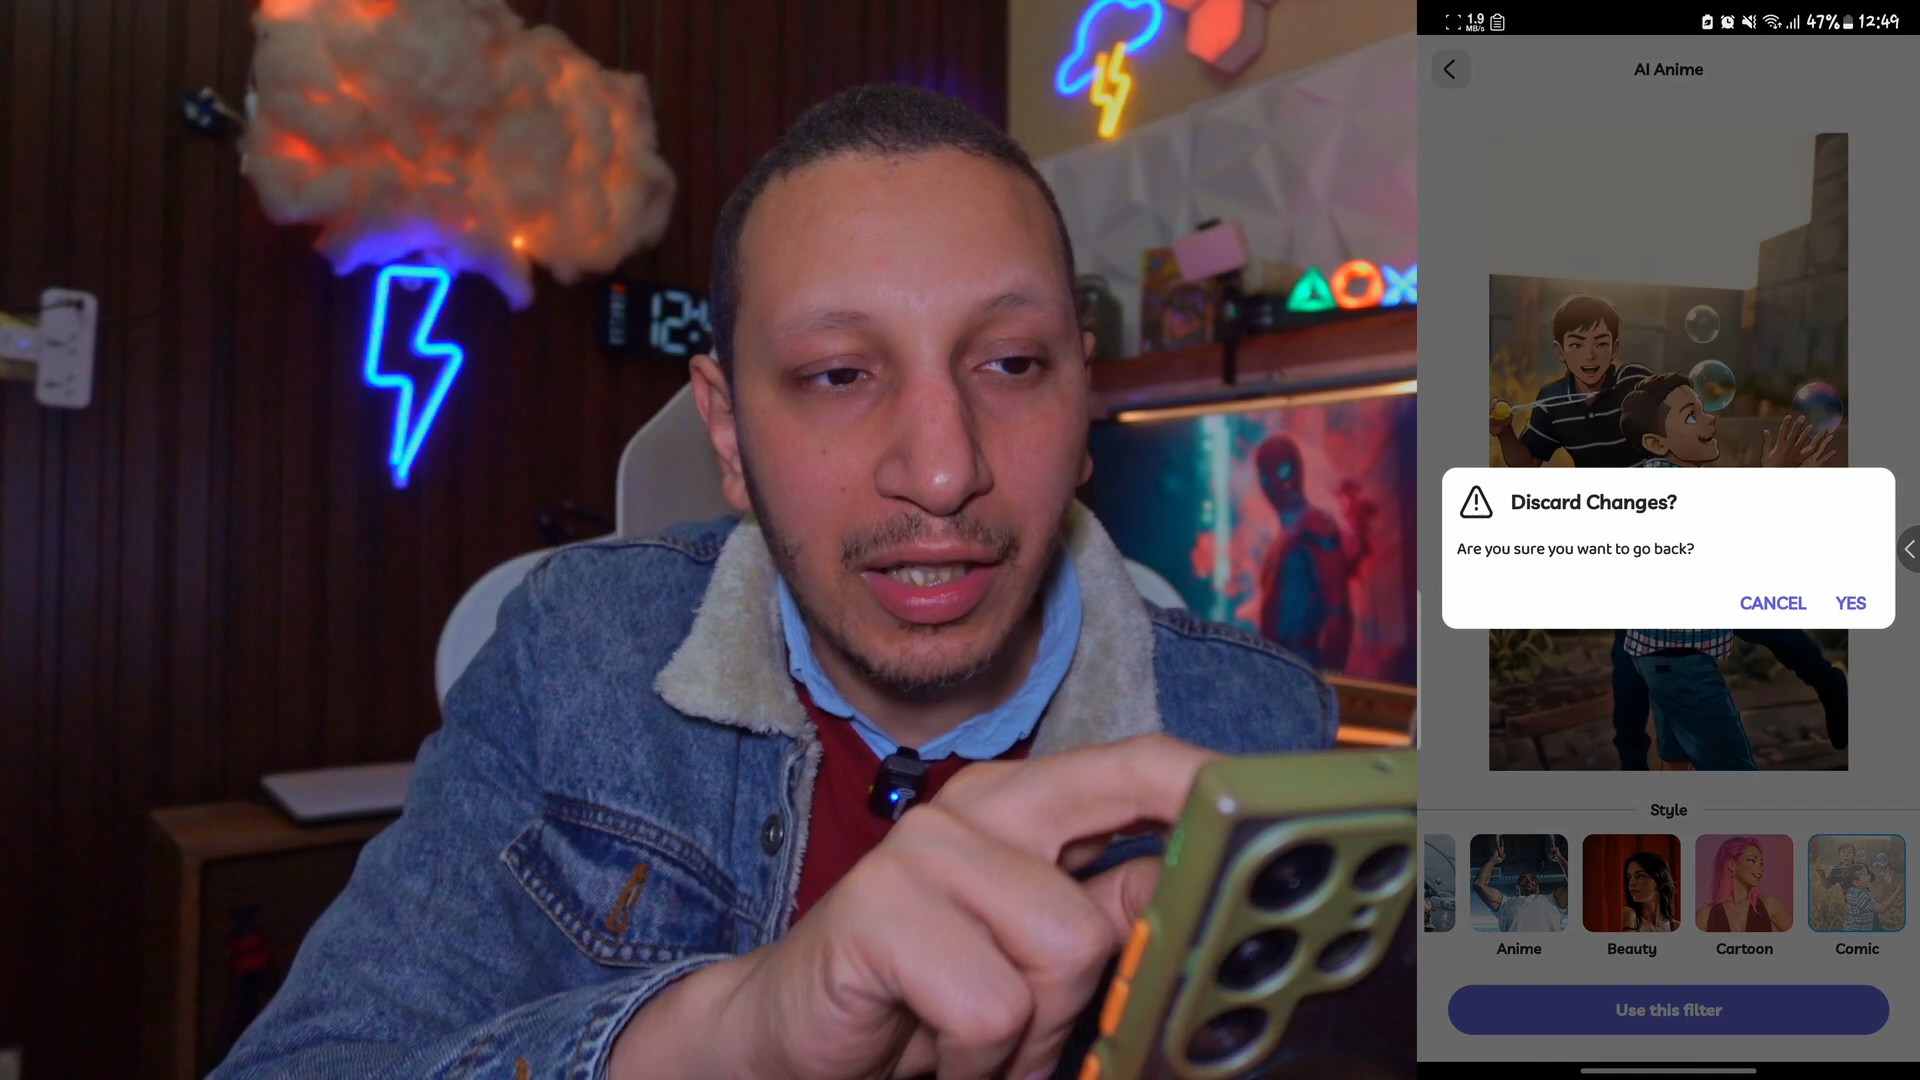 1.9
MB/s
47%
12:49
AI Anime
Discard Changes?
Are you sure you want to go back?
CANCEL
YES
Style
Anime
Beauty
Cartoon
Comic
Use this filter